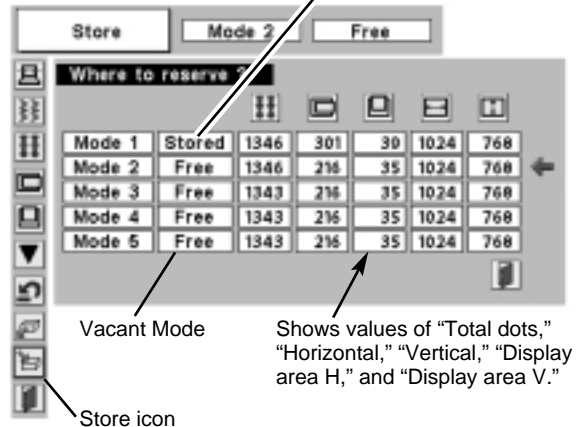 Store Mode 2 Free
Where to reserve ?
Mode 1 Stored 1346 301 30 1024 768
Mode 2 Free 1346 216 35 1024 768
Mode 3 Free 1343 216 35 1024 768
Mode 4 Free 1343 216 35 1024 768
Mode 5 Free 1343 216 35 1024 768
Vacant Mode
Shows values of “Total dots,”
“Horizontal,” “Vertical,” “Display
area H,” and “Display area V.”
Store icon